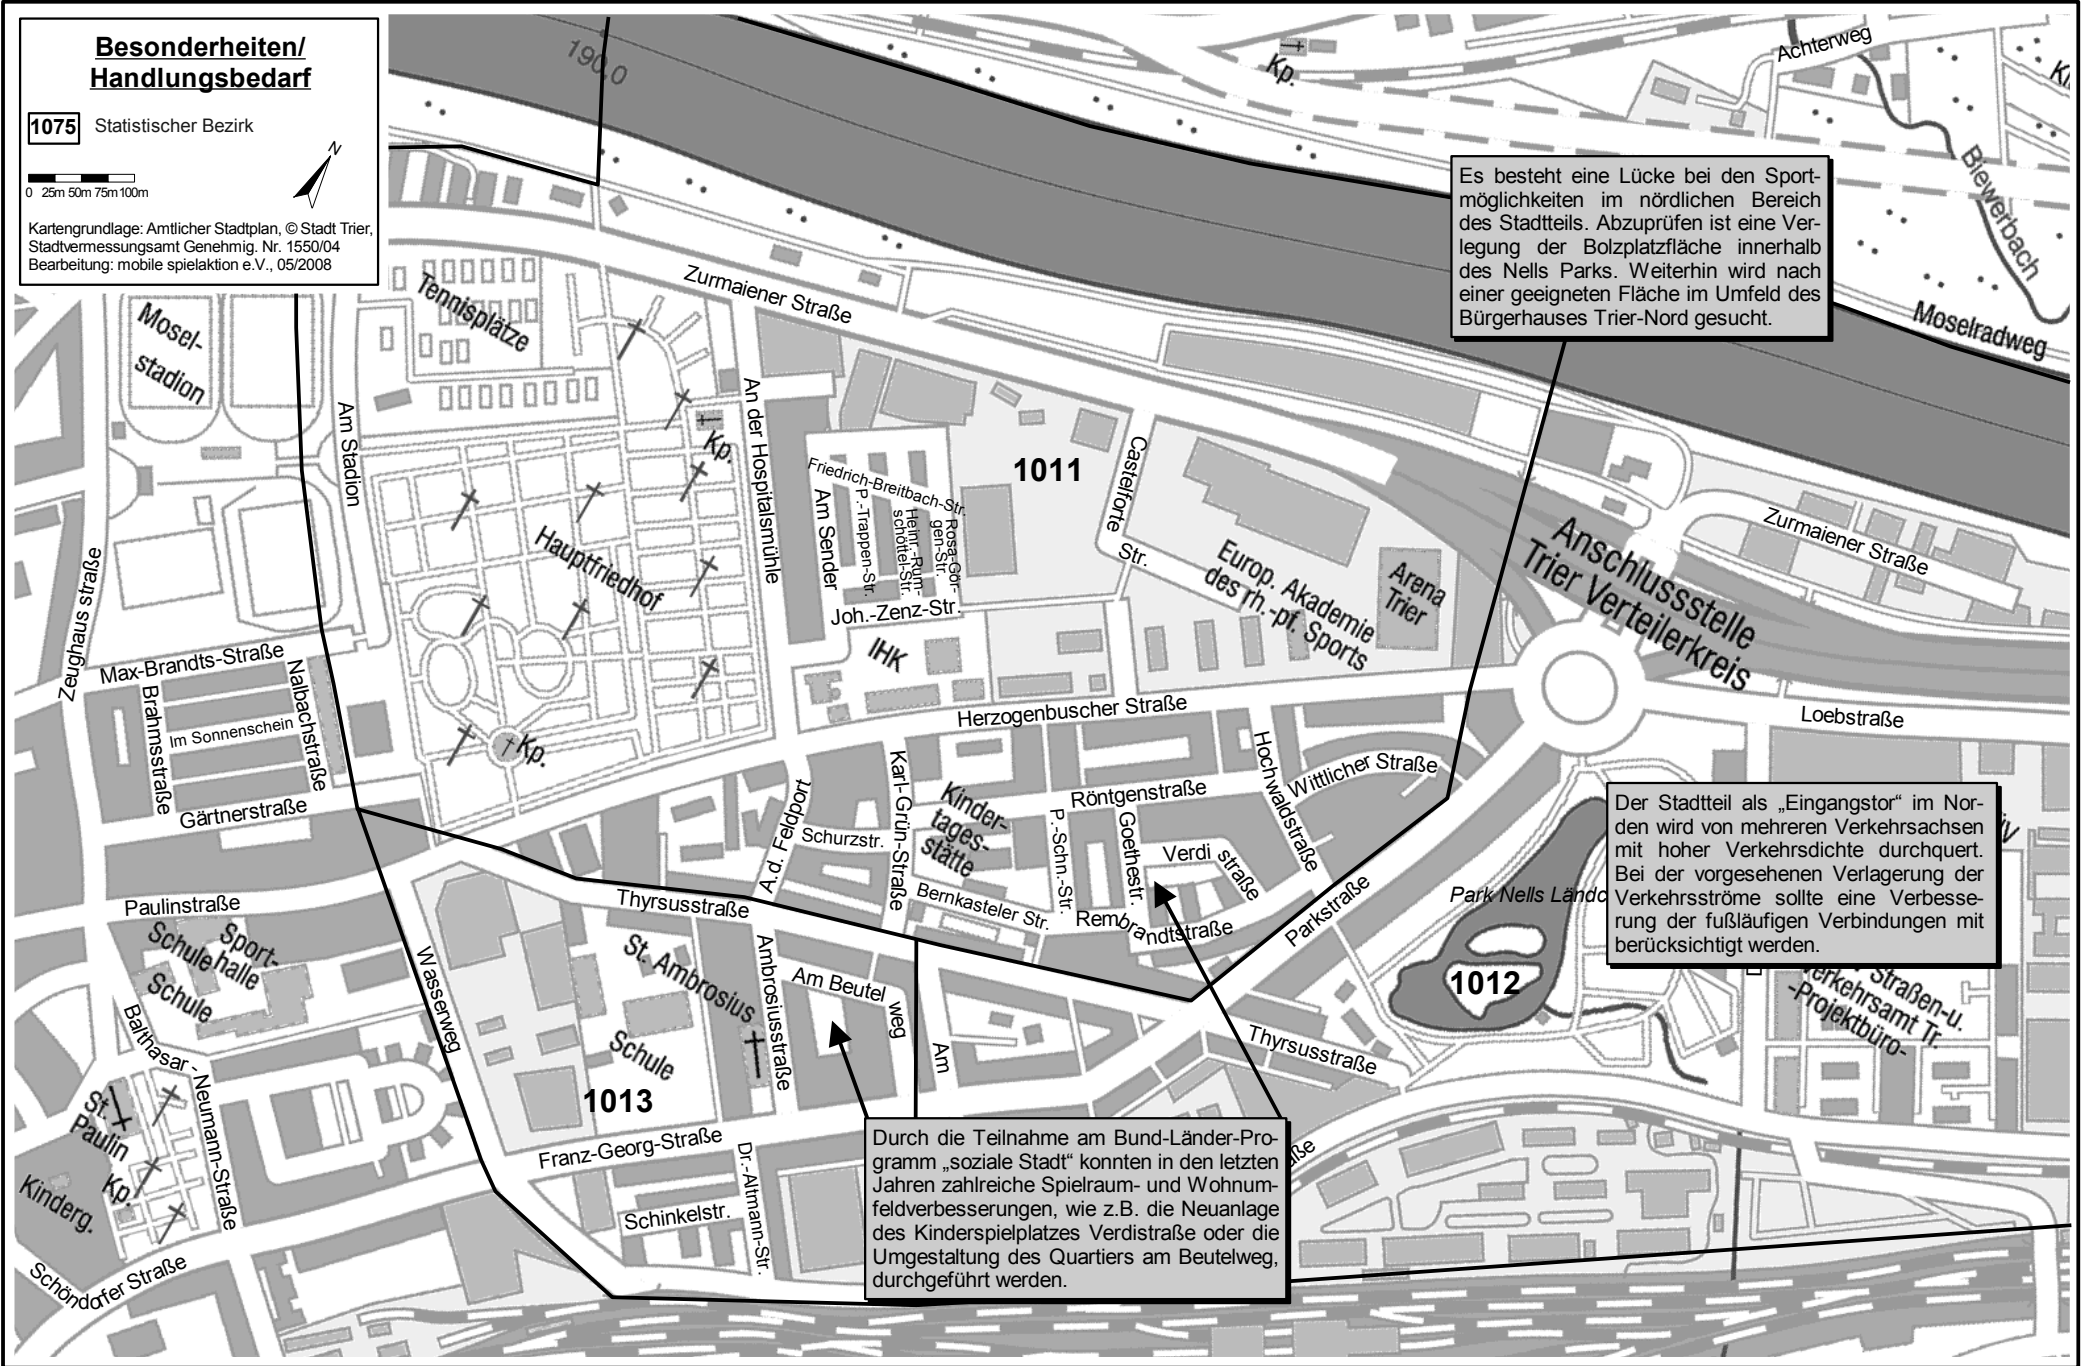 Besonderheiten/
Handlungsbedarf
1075 Statistischer Bezirk
N
0 25m 50m 75m 100m
Kartengrundlage: Amtlicher Stadtplan, © Stadt Trier,
Stadtvermessungsamt Genehmig. Nr. 1550/04
Bearbeitung: mobile spielaktion e.V., 05/2008
190.0
Kp.
Achterweg
Biewerbach
Moselradweg
Es besteht eine Lücke bei den Sport-
möglichkeiten im nördlichen Bereich
des Stadtteils. Abzuprüfen ist eine Ver-
legung der Bolzplatzfläche innerhalb
des Nells Parks. Weiterhin wird nach
einer geeigneten Fläche im Umfeld des
Bürgerhauses Trier-Nord gesucht.
Mosel-
stadion
Tennisplätze
Zurmaiener Straße
Am Stadion
An der Hospitalsmühle
Kp.
Hauptfriedhof
Kp.
Zeughaus straße
1011
Friedrich-Breitbach-Str.
Am Sender
P.-Trappen-Str.
Heinr.-Rum-
schöttel-Str.
Rosa-Gör-
gen-Str.
Joh.-Zenz-Str.
IHK
Castelforte
Str.
Europ. Akademie
des rh.-pf. Sports
Arena
Trier
Anschlussstelle
Trier Verteilerkreis
Zurmaiener Straße
Loebstraße
Herzogenbuscher Straße
Max-Brandts-Straße
Brahmsstraße
Im Sonnenschein
Nalbachstraße
Gärtnerstraße
Paulinstraße
A.d. Feldport
Schurzstr.
Karl-Grün-Straße
Kinder-
tages-
stätte
Bernkasteler Str.
Röntgenstraße
P.-Schn.-Str.
Goethestr.
Verdi straße
Hochwaldstraße
Wittlicher Straße
Rembrandtstraße
Parkstraße
Park Nells Ländc
1012
Der Stadtteil als „Eingangstor“ im Nor-
den wird von mehreren Verkehrsachsen
mit hoher Verkehrsdichte durchquert.
Bei der vorgesehenen Verlagerung der
Verkehrsströme sollte eine Verbesse-
rung der fußläufigen Verbindungen mit
berücksichtigt werden.
Straßen-u.
Verkehrsamt Tr.
-Projektbüro-
Thyrsusstraße
Thyrsusstraße
Schule
Sport-
halle
Schule
Balthasar - Neumann-Straße
Wasserweg
St. Ambrosius
Ambrosiusstraße
Schule
1013
Am Beutel
weg
Am
St.
Paulin
Kp.
Kinderg.
Schöndorfer Straße
Franz-Georg-Straße
Schinkelstr.
Dr.-Altmann-Str.
Durch die Teilnahme am Bund-Länder-Pro-
gramm „soziale Stadt“ konnten in den letzten
Jahren zahlreiche Spielraum- und Wohnum-
feldverbesserungen, wie z.B. die Neuanlage
des Kinderspielplatzes Verdistraße oder die
Umgestaltung des Quartiers am Beutelweg,
durchgeführt werden.